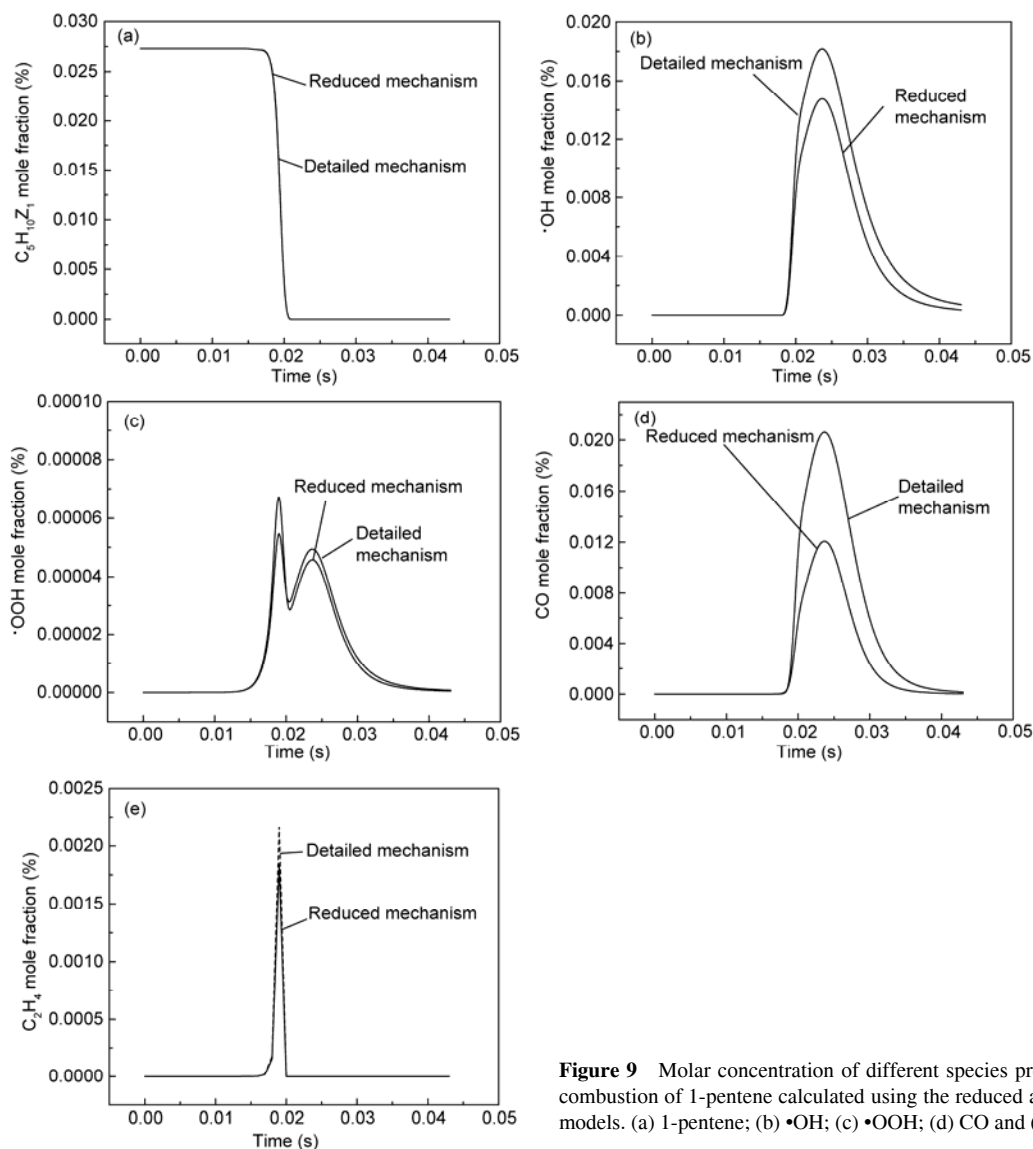 (a)
0.030
0.025
0.020
0.015
0.010
0.005
0.000
C₅H₁₀Z₁ mole fraction (%)
Reduced mechanism
Detailed mechanism
0.00 0.01 0.02 0.03 0.04 0.05
Time (s)
(b)
0.020
0.016
0.012
0.008
0.004
0.000
·OH mole fraction (%)
Detailed mechanism
Reduced
mechanism
0.00 0.01 0.02 0.03 0.04 0.05
Time (s)
(c)
0.00010
0.00008
0.00006
0.00004
0.00002
0.00000
·OOH mole fraction (%)
Reduced mechanism
Detailed
mechanism
0.00 0.01 0.02 0.03 0.04 0.05
Time (s)
(d)
0.020
0.016
0.012
0.008
0.004
0.000
CO mole fraction (%)
Reduced mechanism
Detailed
mechanism
0.00 0.01 0.02 0.03 0.04 0.05
Time (s)
(e)
0.0025
0.0020
0.0015
0.0010
0.0005
0.0000
C₂H₄ mole fraction (%)
Detailed mechanism
Reduced mechanism
0.00 0.01 0.02 0.03 0.04 0.05
Time (s)
Figure 9 Molar concentration of different species pr
combustion of 1-pentene calculated using the reduced a
models. (a) 1-pentene; (b) •OH; (c) •OOH; (d) CO and (